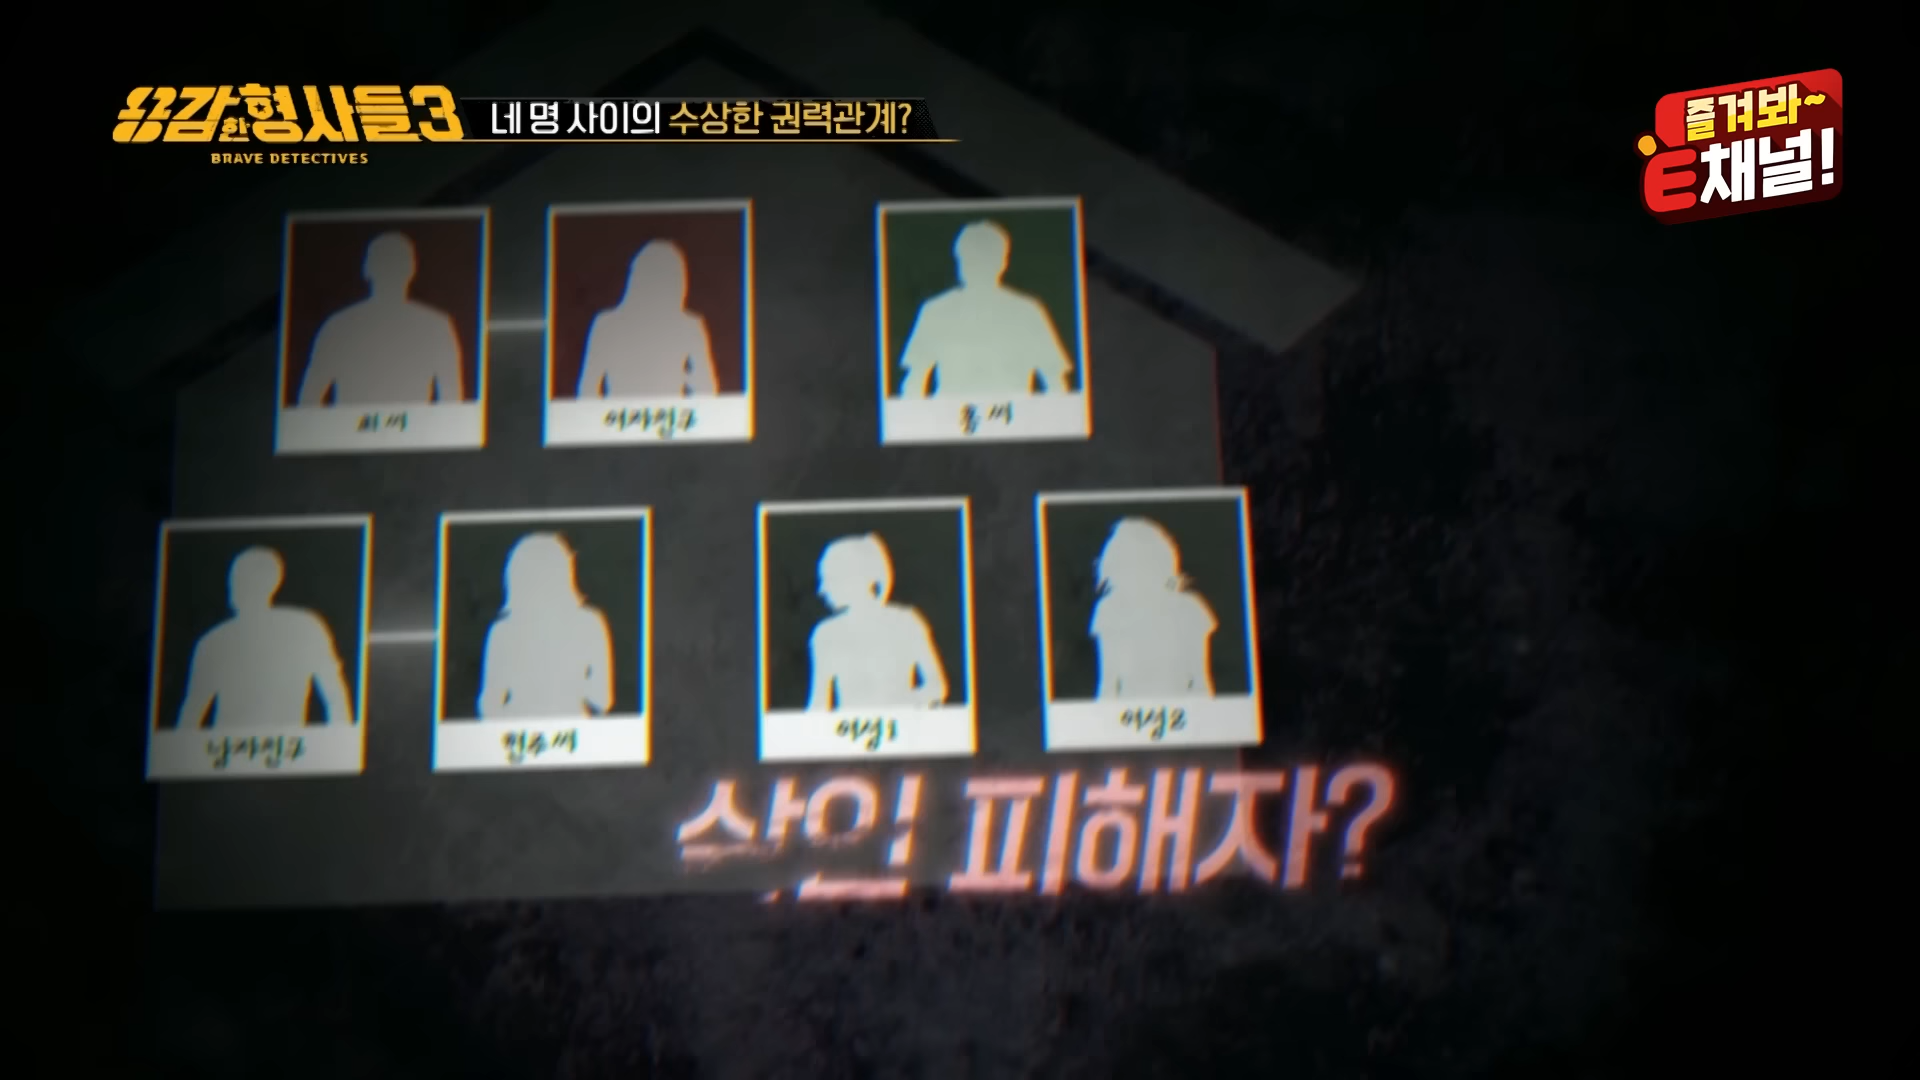 용감한형사들3
BRAVE DETECTIVES
네 명 사이의 수상한 권력관계?
즐겨봐~
E채널!
최 씨
여자친구
홍 씨
남자친구
현주 씨
여성1
여성2
살인 피해자?